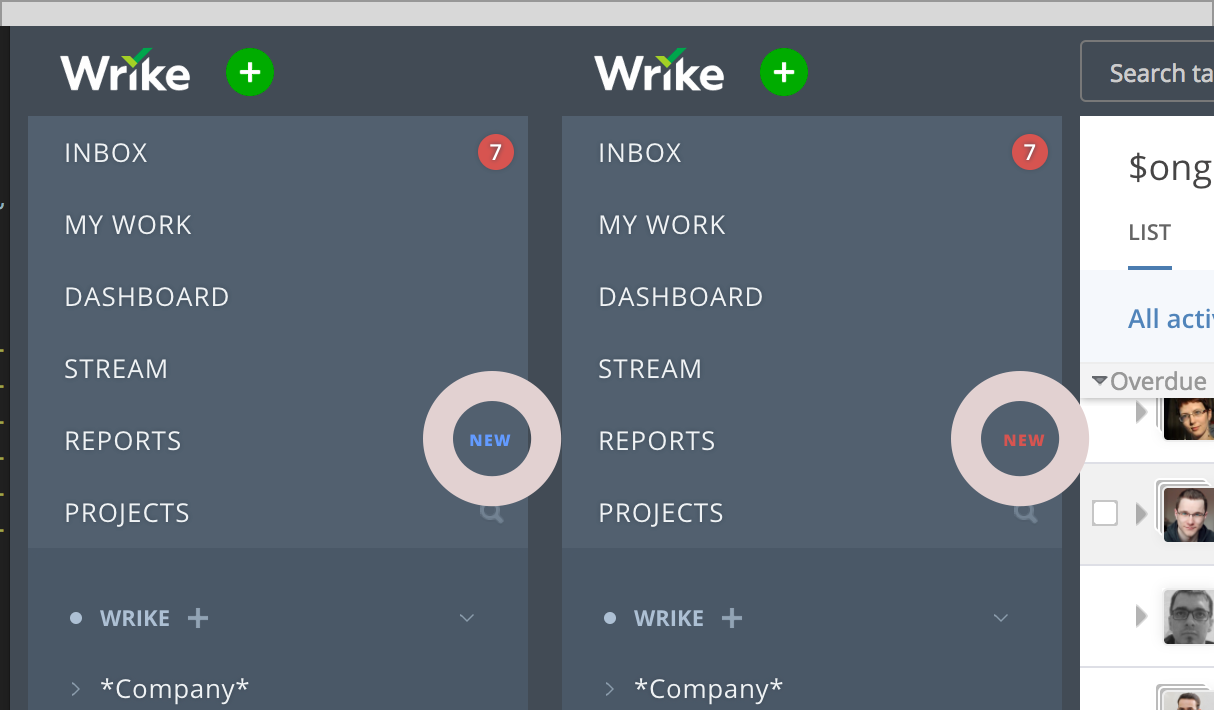 Wrike +
INBOX 7
MY WORK
DASHBOARD
STREAM
REPORTS NEW
PROJECTS
WRIKE +
*Company*
Wrike +
INBOX 7
MY WORK
DASHBOARD
STREAM
REPORTS NEW
PROJECTS
WRIKE +
*Company*
Search ta
$ong
LIST
All activ
Overdue